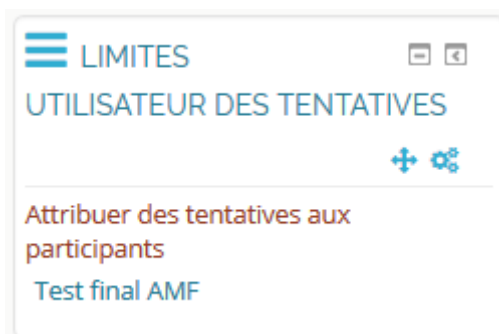 LIMITES
UTILISATEUR DES TENTATIVES
Attribuer des tentatives aux
participants
Test final AMF